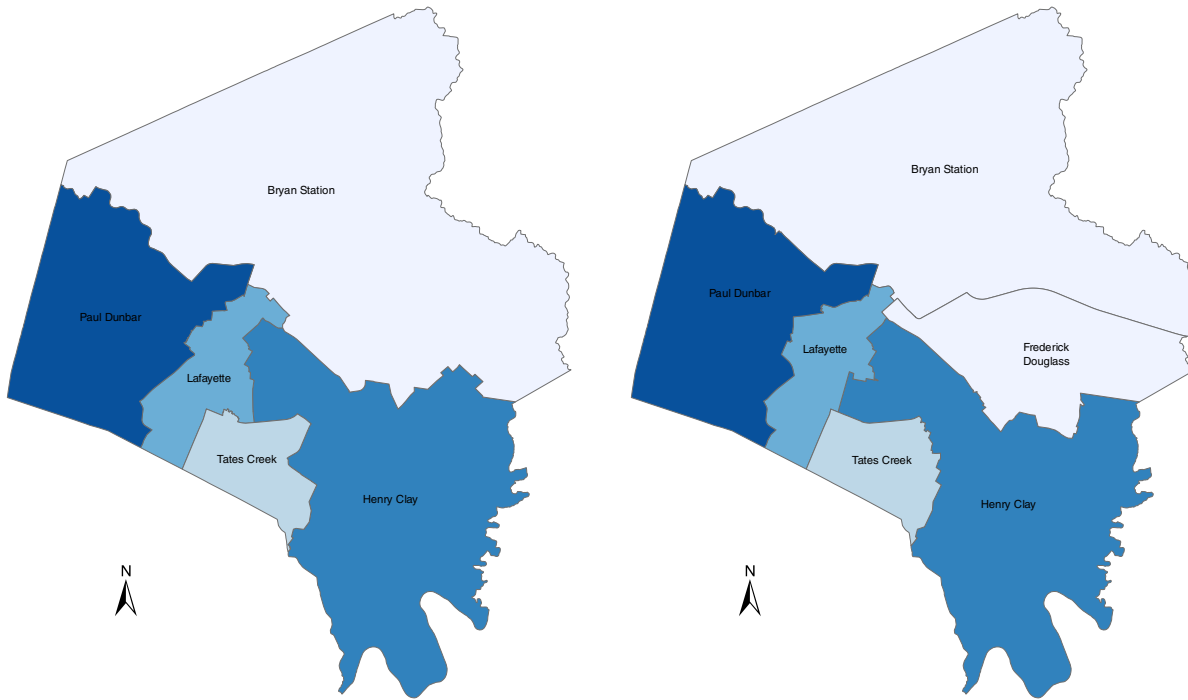 Bryan Station
Paul Dunbar
Lafayette
Tates Creek
Henry Clay
N
Bryan Station
Paul Dunbar
Lafayette
Frederick
Douglass
Tates Creek
Henry Clay
N